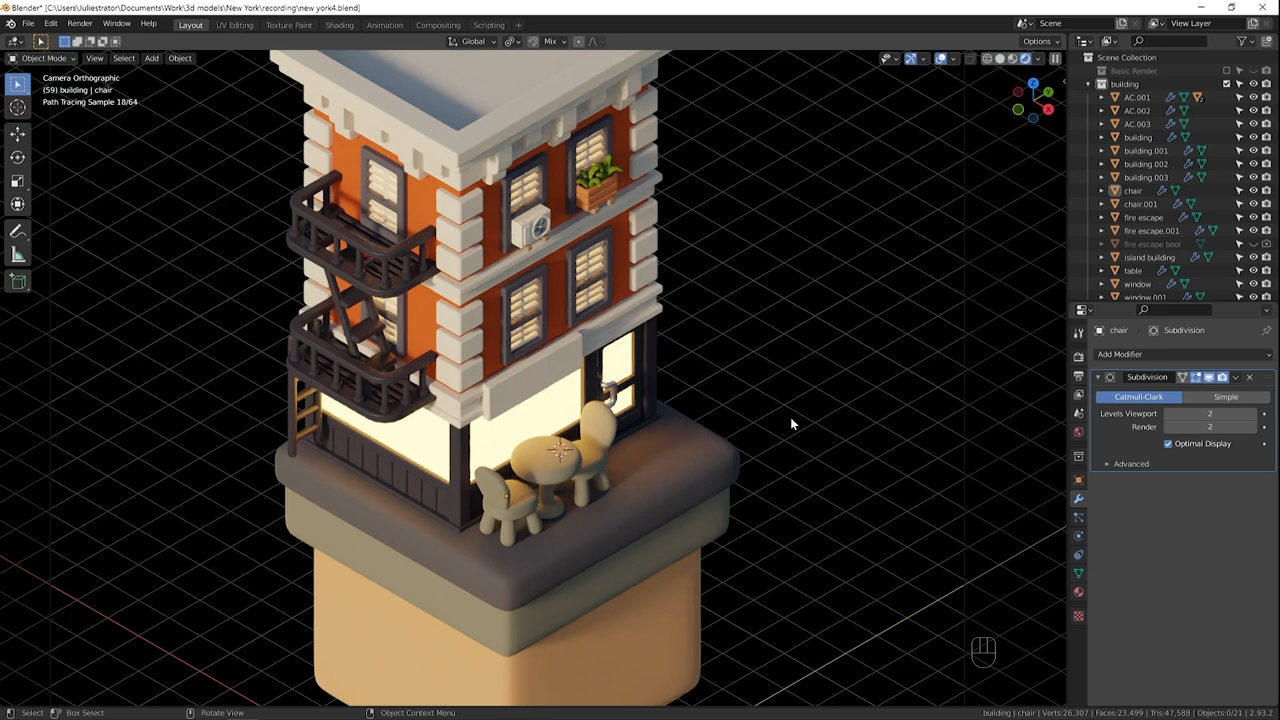 Blender* [C:\Users\Juliestrator\Documents\Work\3d models\New York\recording\new york4.blend]
File Edit Render Window Help Layout UV Editing Texture Paint Shading Animation Compositing Scripting Scene View Layer
Global Mix Options
Object Mode View Select Add Object
Camera Orthographic
(59) building | chair
Path Tracing Sample 18/64
Z
Y
X
Scene Collection
Basic Render
building
AC.001
2
AC.002
AC.003
building
building.001
building.002
building.003
chair
chair.001
fire escape
fire escape.001
fire escape bool
island building
table
window
window.001
chair Subdivision
Add Modifier
Subdivision
Catmull-Clark Simple
Levels Viewport 2
Render 2
Optimal Display
Advanced
Select Box Select Rotate View Object Context Menu building | chair | Verts:26,307 | Faces:23,499 | Tris:47,588 | Objects:0/21 | 2.93.2